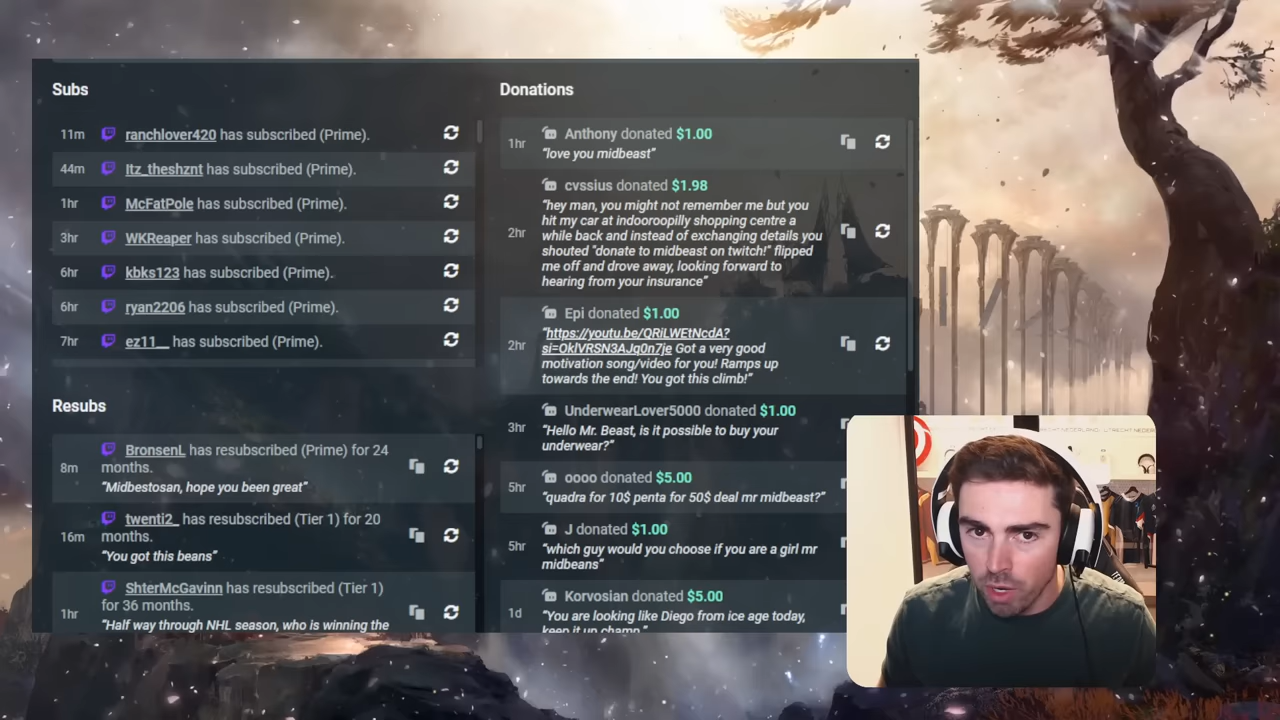 Subs
11m ranchlover420 has subscribed (Prime).
44m Itz_theshznt has subscribed (Prime).
1hr McFatPole has subscribed (Prime).
3hr WKReaper has subscribed (Prime).
6hr kbks123 has subscribed (Prime).
6hr ryan2206 has subscribed (Prime).
7hr ez11__ has subscribed (Prime).
Resubs
8m BronsenL has resubscribed (Prime) for 24
months.
"Midbestosan, hope you been great"
16m twenti2_ has resubscribed (Tier 1) for 20
months.
"You got this beans"
1hr ShterMcGavinn has resubscribed (Tier 1)
for 36 months.
"Half way through NHL season, who is winning the
Donations
1hr Anthony donated $1.00
"love you midbeast"
2hr cvssius donated $1.98
"hey man, you might not remember me but you
hit my car at indooroopilly shopping centre a
while back and instead of exchanging details you
shouted "donate to midbeast on twitch!" flipped
me off and drove away, looking forward to
hearing from your insurance"
2hr Epi donated $1.00
"https://youtu.be/QRiLWEtNcdA?
si=OklVRSN3AJq0n7je Got a very good
motivation song/video for you! Ramps up
towards the end! You got this climb!"
3hr UnderwearLover5000 donated $1.00
"Hello Mr. Beast, is it possible to buy your
underwear?"
5hr oooo donated $5.00
"quadra for 10$ penta for 50$ deal mr midbeast?"
5hr J donated $1.00
"which guy would you choose if you are a girl mr
midbeans"
1d Korvosian donated $5.00
"You are looking like Diego from ice age today,
keep it up champ "